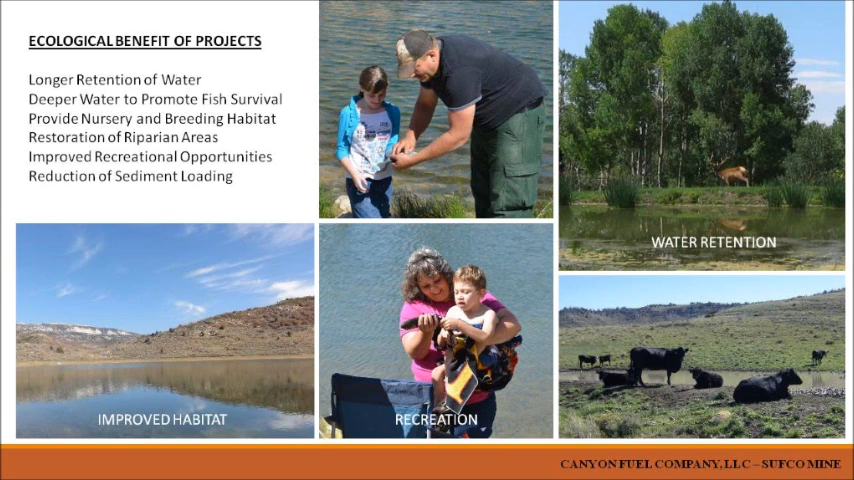 ECOLOGICAL BENEFIT OF PROJECTS
Longer Retention of Water
Deeper Water to Promote Fish Survival
Provide Nursery and Breeding Habitat
Restoration of Riparian Areas
Improved Recreational Opportunities
Reduction of Sediment Loading
WATER RETENTION
IMPROVED HABITAT
RECREATION
CANYON FUEL COMPANY, LLC – SUFCO MINE